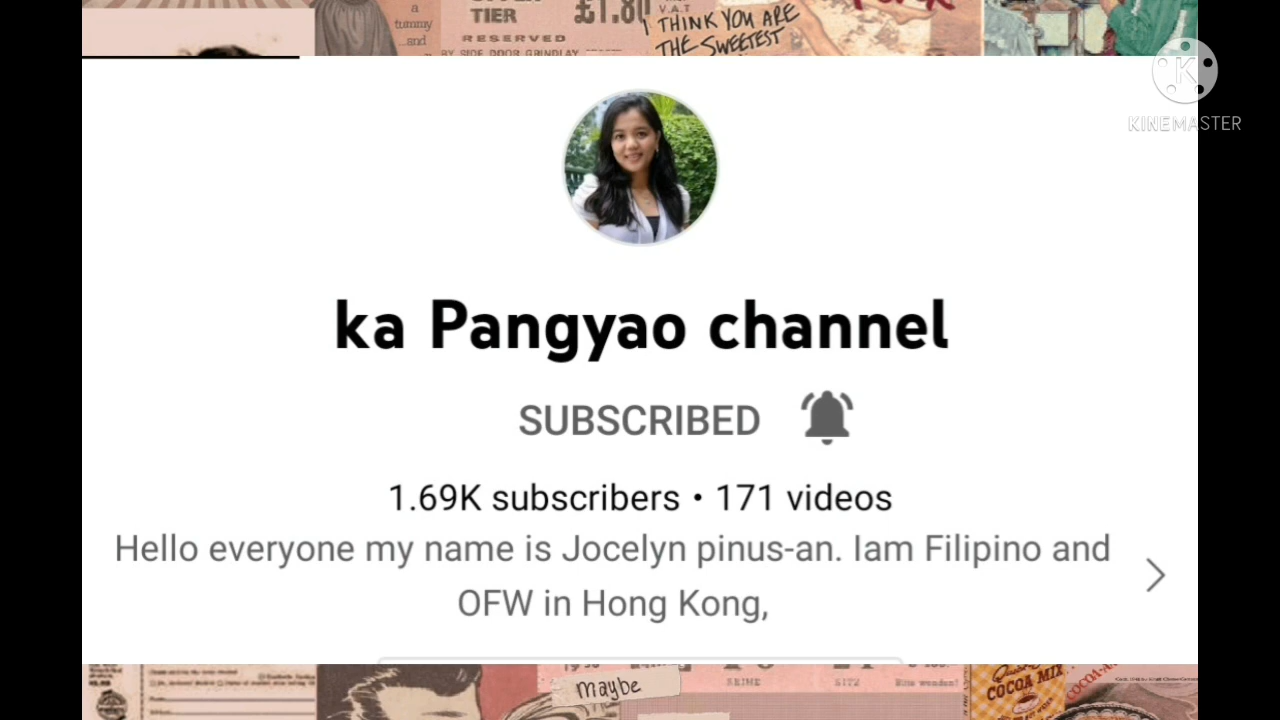 a
tummy
...and
TIER
£1.80
V.A.T
RESERVED
BY SIDE DOOR GRINDLAY STREET
I THINK YOU ARE
THE SWEETEST
K
KINEMASTER
ka Pangyao channel
SUBSCRIBED
1.69K subscribers • 171 videos
Hello everyone my name is Jocelyn pinus-an. Iam Filipino and
OFW in Hong Kong,
maybe
REIHE
SITZ
COCOA MIX